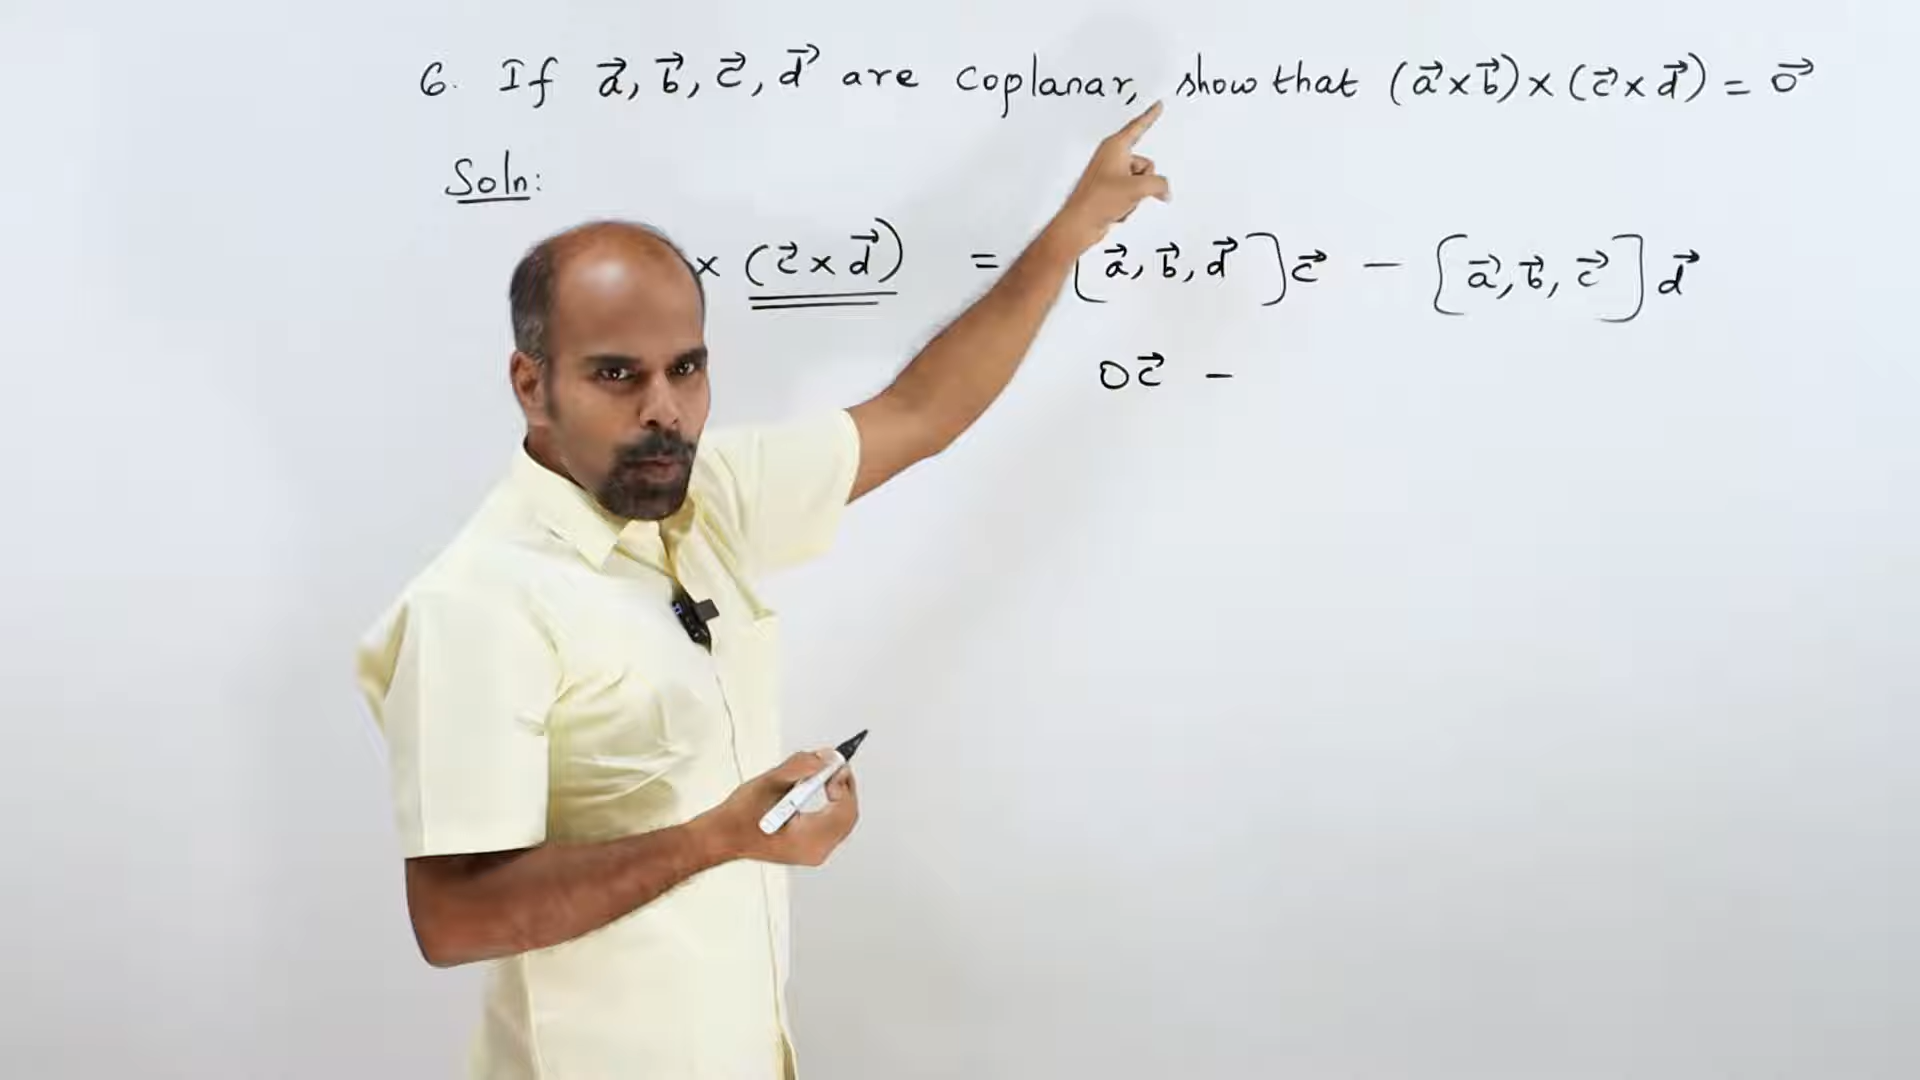 6. If a⃗, b⃗, c⃗, d⃗ are coplanar, show that (a⃗ × b⃗) × (c⃗ × d⃗) = 0⃗
Soln:
× (c⃗ × d⃗) = [a⃗, b⃗, d⃗] c⃗ − [a⃗, b⃗, c⃗] d⃗
0c⃗ −